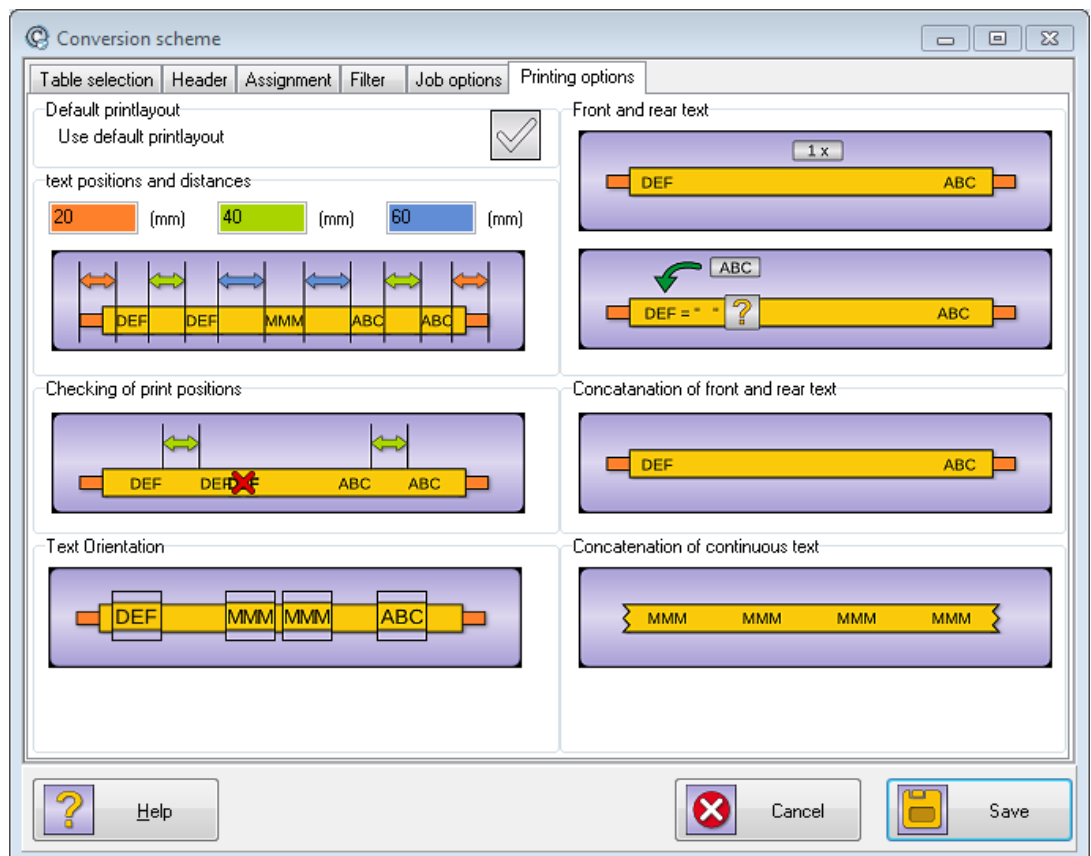 Conversion scheme
Table selection Header Assignment Filter Job options Printing options
Default printlayout
Use default printlayout
text positions and distances
20 (mm) 40 (mm) 60 (mm)
DEF DEF MMM ABC ABC
Checking of print positions
DEF DEF DEF ABC ABC
Text Orientation
DEF MMM MMM ABC
Front and rear text
1 x
DEF ABC
ABC
DEF = " " ? ABC
Concatanation of front and rear text
DEF ABC
Concatenation of continuous text
MMM MMM MMM MMM
? Help Cancel Save